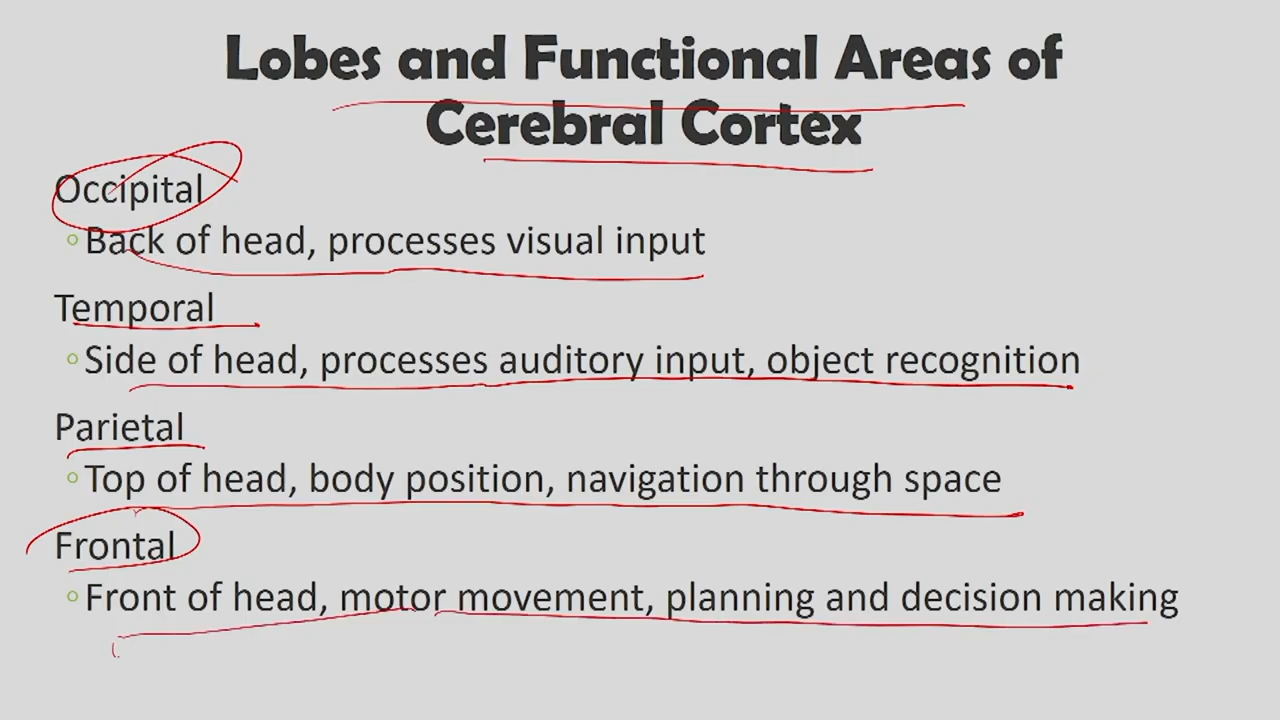 Lobes and Functional Areas of
Cerebral Cortex
Occipital
Back of head, processes visual input
Temporal
Side of head, processes auditory input, object recognition
Parietal
Top of head, body position, navigation through space
Frontal
Front of head, motor movement, planning and decision making